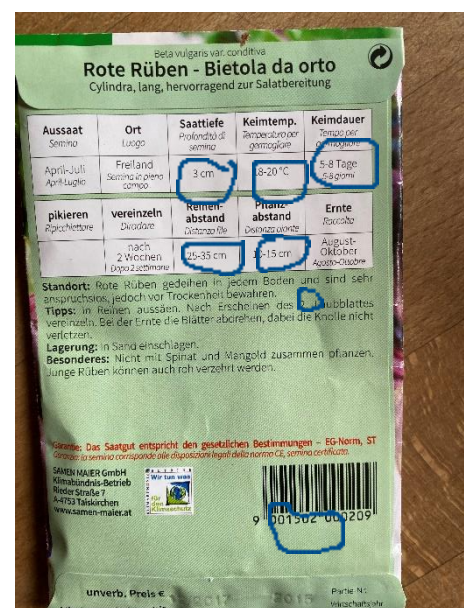 Beta vulgaris var. conditiva
Rote Rüben - Bietola da orto
Cylindra, lang, hervorragend zur Salatbereitung
Aussaat Ort Saattiefe Keimtemp. Keimdauer
Semina Luogo Profondità di semina Temperatura per germogliare Tempo per germogliare
April-Juli Freiland 3 cm 18-20 °C 5-8 Tage
April-Luglio Semina in pieno campo 5-8 giorni
pikieren vereinzeln Reihen-abstand Pflanz-abstand Ernte
Ripicchettare Diradare Distanza file Distanza piante Raccolta
nach 2 Wochen 25-35 cm 10-15 cm August-Oktober
Dopo 2 settimane Agosto-Ottobre
Standort: Rote Rüben gedeihen in jedem Boden und sind sehr
anspruchslos, jedoch vor Trockenheit bewahren.
Tipps: in Reihen aussäen. Nach Erscheinen des
vereinzeln. Bei der Ernte die Blätter abdrehen, dabei die Knolle nicht
verletzen.
Lagerung: in Sand einschlagen.
Besonderes: Nicht mit Spinat und Mangold zusammen pflanzen.
Junge Rüben können auch roh verzehrt werden.
Garantie: Das Saatgut entspricht den gesetzlichen Bestimmungen - EG-Norm, ST
Garanzia: la semina corrisponde alle disposizioni legali della norma CE, semina certificata.
SAMEN MAIER GmbH
Klimabündnis-Betrieb
Rieder Straße 7
A-4753 Taiskirchen
www.samen-maier.at
Wir tun was
für den Klimaschutz
9 001502 000209
unverb. Preis € 2017 2018 Partie Nr.
Wirtschaftsjahr